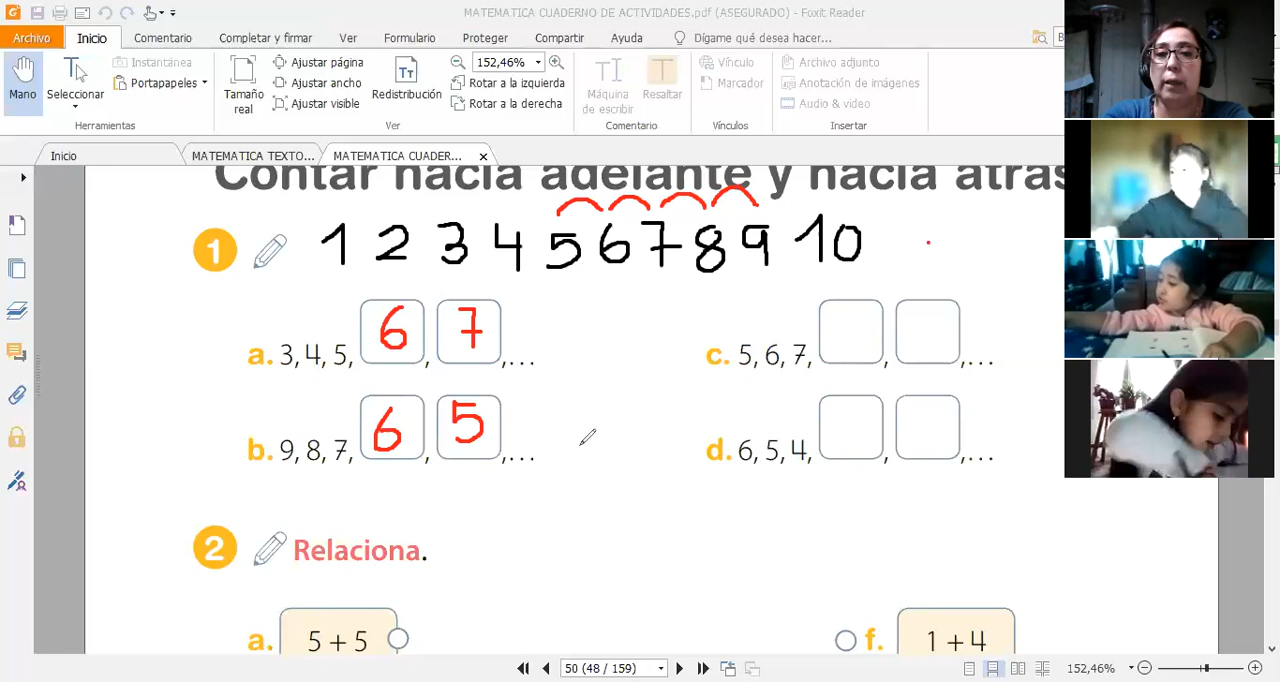 MATEMATICA CUADERNO DE ACTIVIDADES.pdf (ASEGURADO) - Foxit Reader
Archivo Inicio Comentario Completar y firmar Ver Formulario Proteger Compartir Ayuda Dígame qué desea hacer...
Mano
Seleccionar
Instantánea
Portapapeles
Herramientas
Tamaño real
Ajustar página
Ajustar ancho
Ajustar visible
Redistribución
152,46%
Rotar a la izquierda
Rotar a la derecha
Ver
Máquina de escribir
Resaltar
Comentario
Vínculo
Marcador
Vínculos
Archivo adjunto
Anotación de imágenes
Audio & video
Insertar
Inicio MATEMATICA TEXTO... MATEMATICA CUADER...
Contar hacia adelante y hacia atrás
1 1 2 3 4 5 6 7 8 9 10
a. 3, 4, 5, 6, 7,...
b. 9, 8, 7, 6, 5,...
c. 5, 6, 7, , ,...
d. 6, 5, 4, , ,...
2 Relaciona.
a. 5 + 5
f. 1 + 4
50 (48 / 159)
152,46%